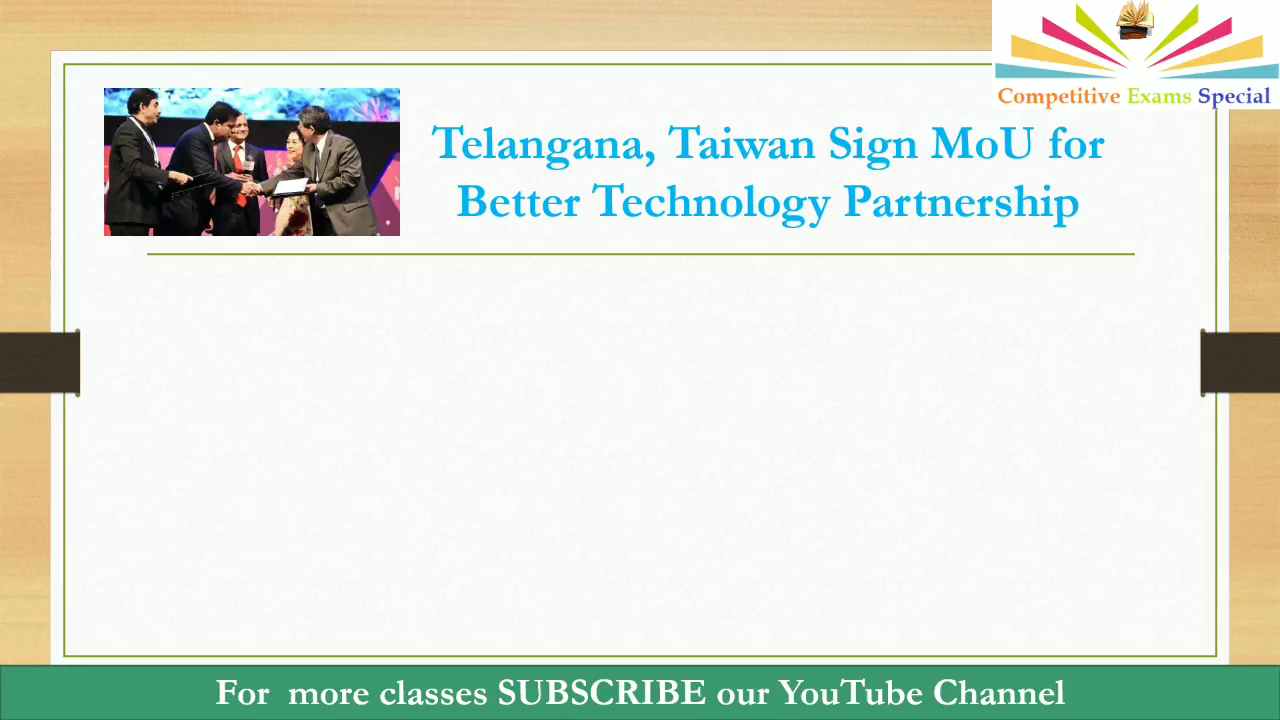 Competitive Exams Special
Telangana, Taiwan Sign MoU for
Better Technology Partnership
For more classes SUBSCRIBE our YouTube Channel